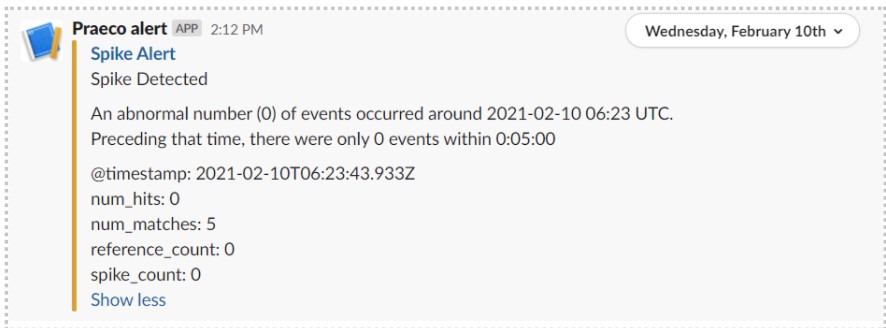 Praeco alert APP 2:12 PM
Wednesday, February 10th
Spike Alert
Spike Detected
An abnormal number (0) of events occurred around 2021-02-10 06:23 UTC.
Preceding that time, there were only 0 events within 0:05:00
@timestamp: 2021-02-10T06:23:43.933Z
num_hits: 0
num_matches: 5
reference_count: 0
spike_count: 0
Show less